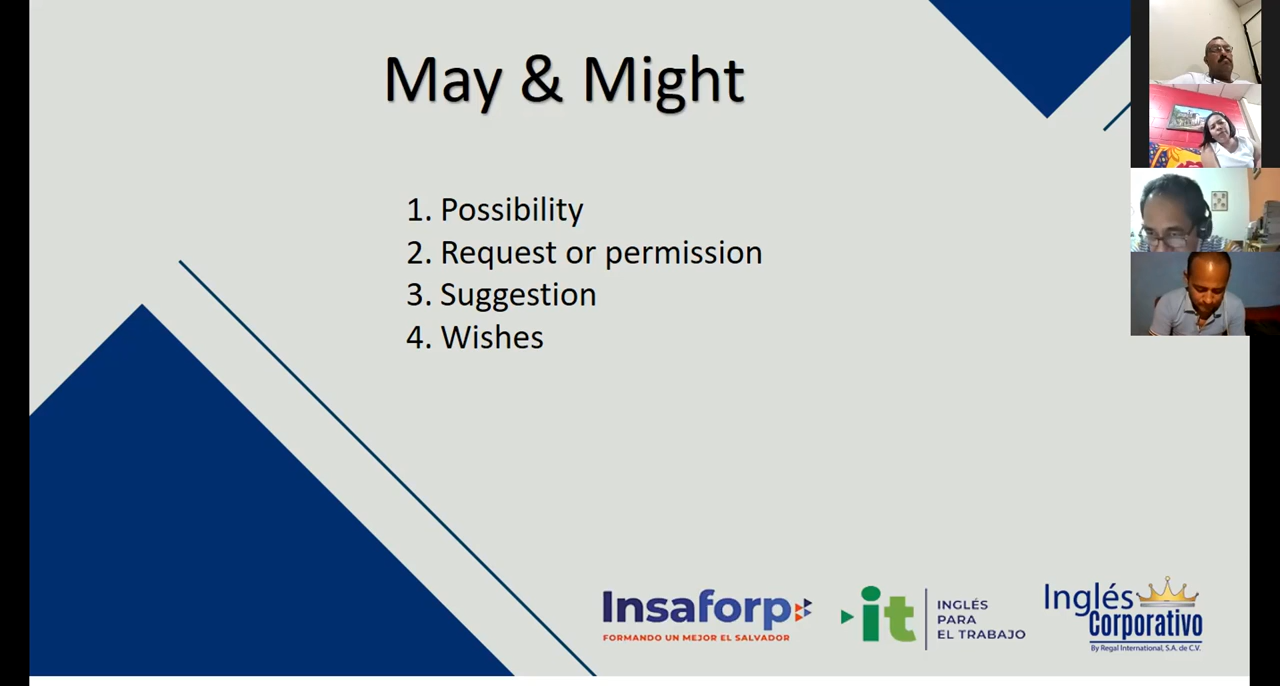 May & Might
1. Possibility
2. Request or permission
3. Suggestion
4. Wishes
Insaforp
FORMANDO UN MEJOR EL SALVADOR
it
INGLÉS
PARA
EL TRABAJO
Inglés
Corporativo
By Regal International, S.A. de C.V.